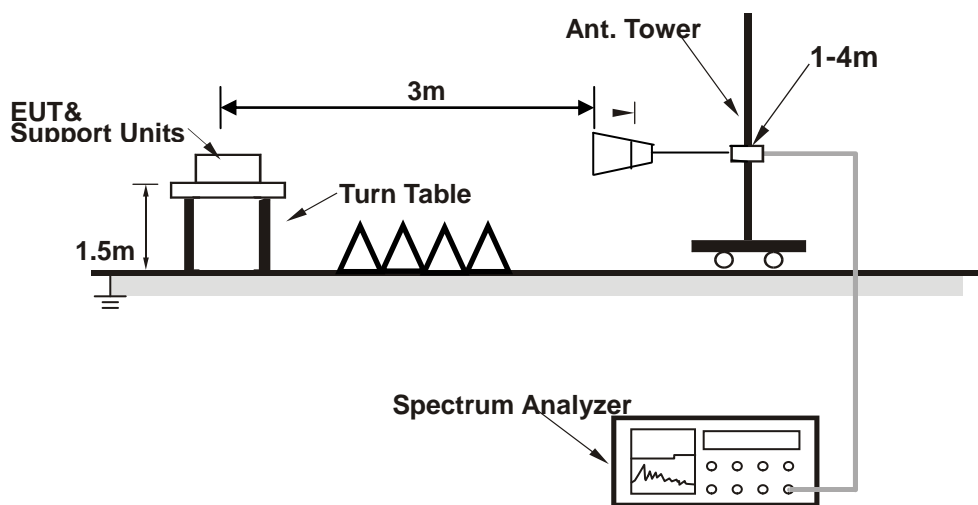 Ant. Tower
1-4m
3m
EUT&
Support Units
Turn Table
1.5m
Spectrum Analyzer